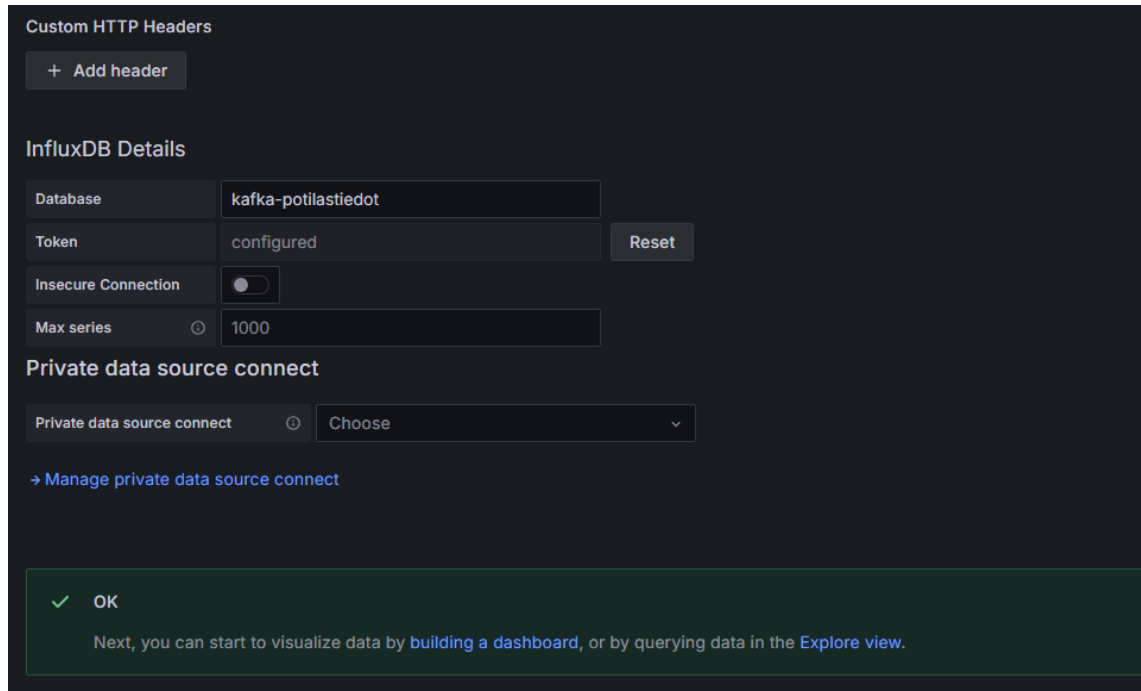 Custom HTTP Headers
+ Add header
InfluxDB Details
Database kafka-potilastiedot
Token configured Reset
Insecure Connection
Max series 1000
Private data source connect
Private data source connect Choose
→ Manage private data source connect
OK
Next, you can start to visualize data by building a dashboard, or by querying data in the Explore view.